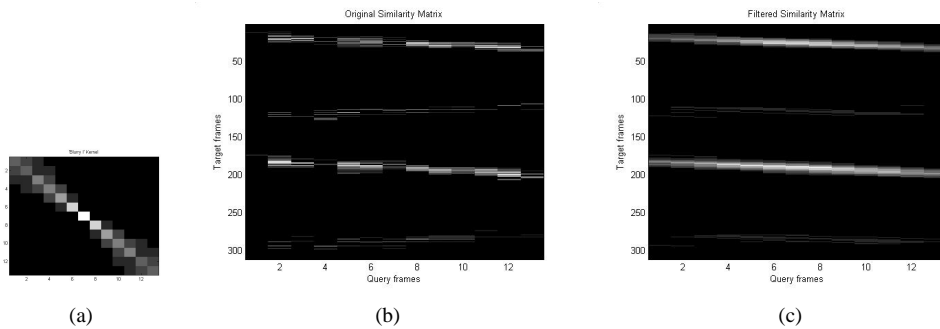 'Blurry I' Kernel
2
4
6
8
10
12
2 4 6 8 10 12
(a)
Original Similarity Matrix
Target frames
50
100
150
200
250
300
2 4 6 8 10 12
Query frames
(b)
Filtered Similarity Matrix
Target frames
50
100
150
200
250
300
2 4 6 8 10 12
Query frames
(c)